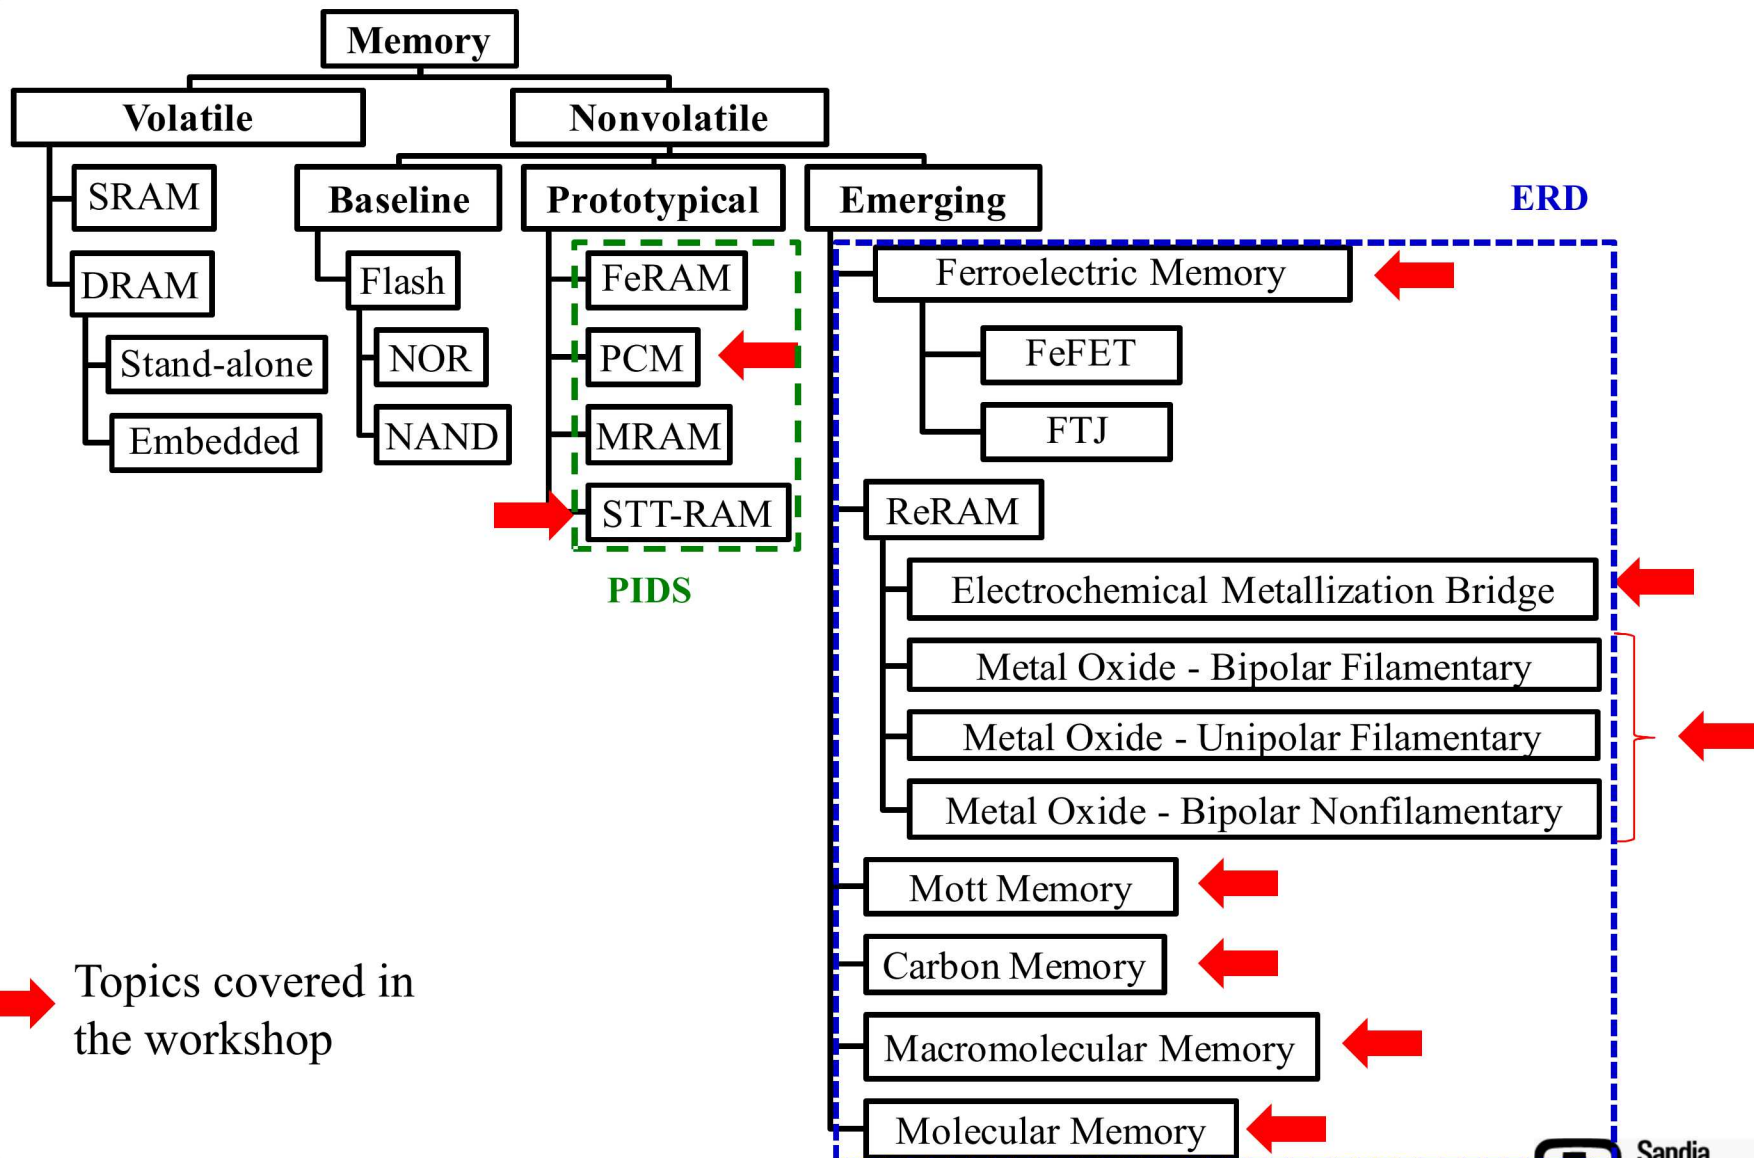 Memory
Volatile
Nonvolatile
SRAM
Baseline
Prototypical
Emerging
ERD
DRAM
Flash
FeRAM
Ferroelectric Memory
Stand-alone
NOR
PCM
FeFET
Embedded
NAND
MRAM
FTJ
STT-RAM
ReRAM
PIDS
Electrochemical Metallization Bridge
Metal Oxide - Bipolar Filamentary
Metal Oxide - Unipolar Filamentary
Metal Oxide - Bipolar Nonfilamentary
Mott Memory
Carbon Memory
Topics covered in
the workshop
Macromolecular Memory
Molecular Memory
Sandia